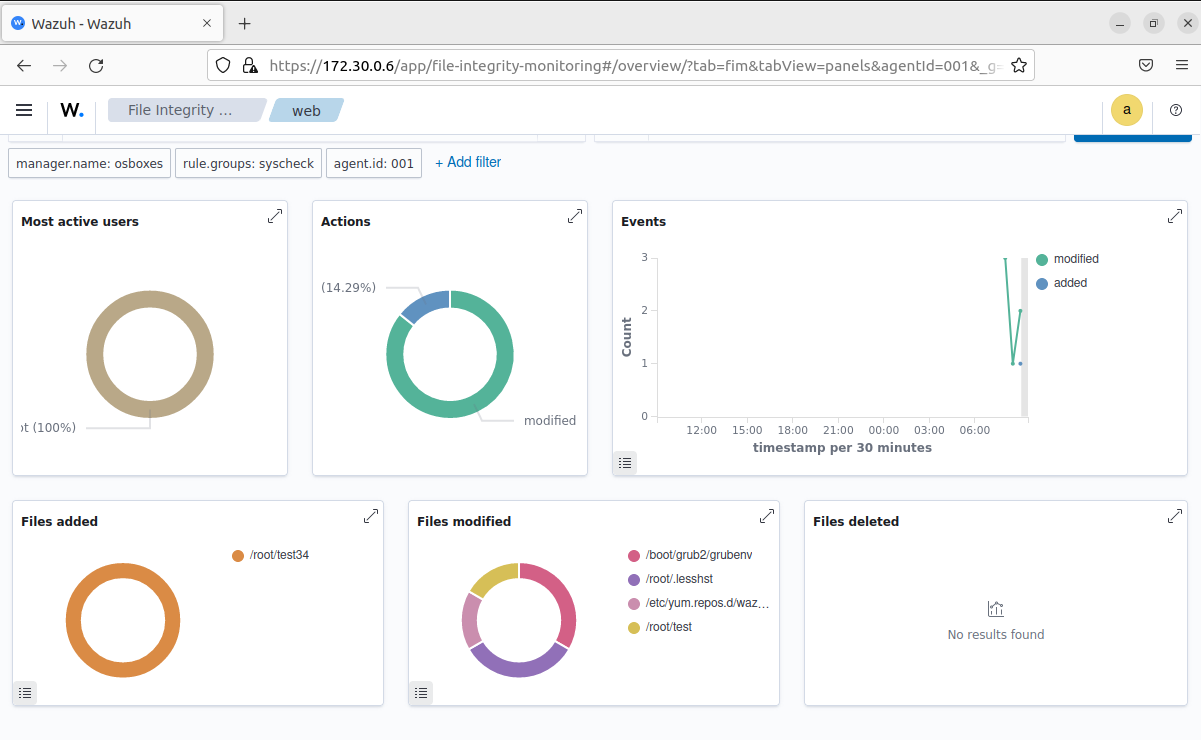 Wazuh - Wazuh
https://172.30.0.6/app/file-integrity-monitoring#/overview/?tab=fim&tabView=panels&agentId=001&_g=
W.
File Integrity ...
web
a
manager.name: osboxes
rule.groups: syscheck
agent.id: 001
+ Add filter
Most active users
ot (100%)
Actions
(14.29%)
modified
Events
3
2
1
0
Count
12:00 15:00 18:00 21:00 00:00 03:00 06:00
timestamp per 30 minutes
modified
added
Files added
/root/test34
Files modified
/boot/grub2/grubenv
/root/.lesshst
/etc/yum.repos.d/waz...
/root/test
Files deleted
No results found